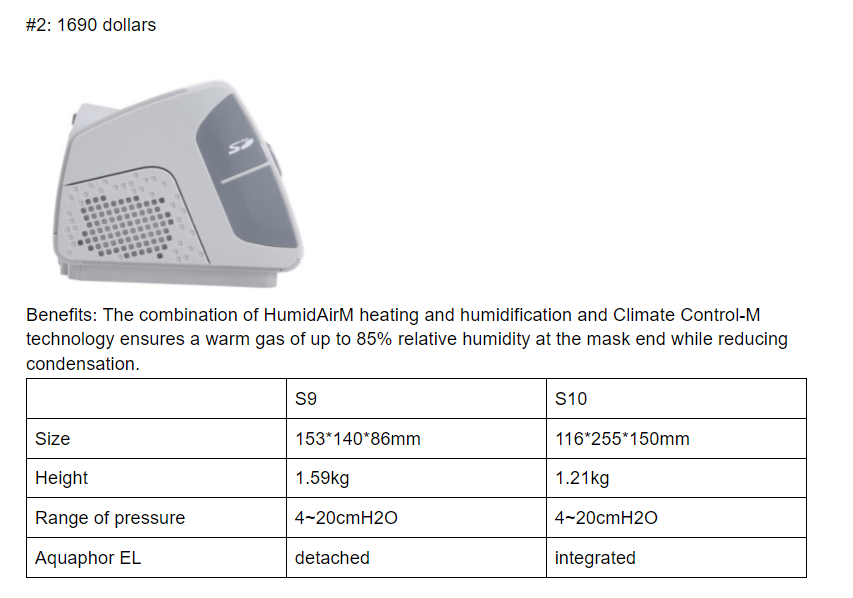 #2: 1690 dollars
SD
Benefits: The combination of HumidAirM heating and humidification and Climate Control-M
technology ensures a warm gas of up to 85% relative humidity at the mask end while reducing
condensation.
S9 S10
Size 153*140*86mm 116*255*150mm
Height 1.59kg 1.21kg
Range of pressure 4~20cmH2O 4~20cmH2O
Aquaphor EL detached integrated